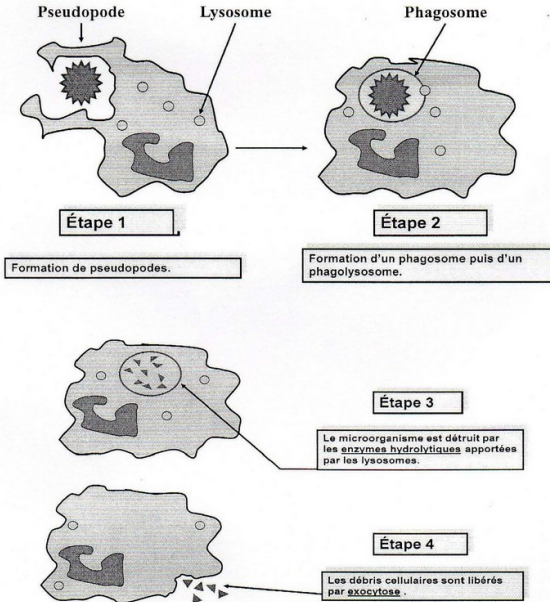 Pseudopode Lysosome Phagosome
Étape 1 Étape 2
Formation de pseudopodes. Formation d'un phagosome puis d'un
phagolysosome.
Étape 3
Le microorganisme est détruit par
les enzymes hydrolytiques apportées
par les lysosomes.
Étape 4
Les débris cellulaires sont libérés
par exocytose .